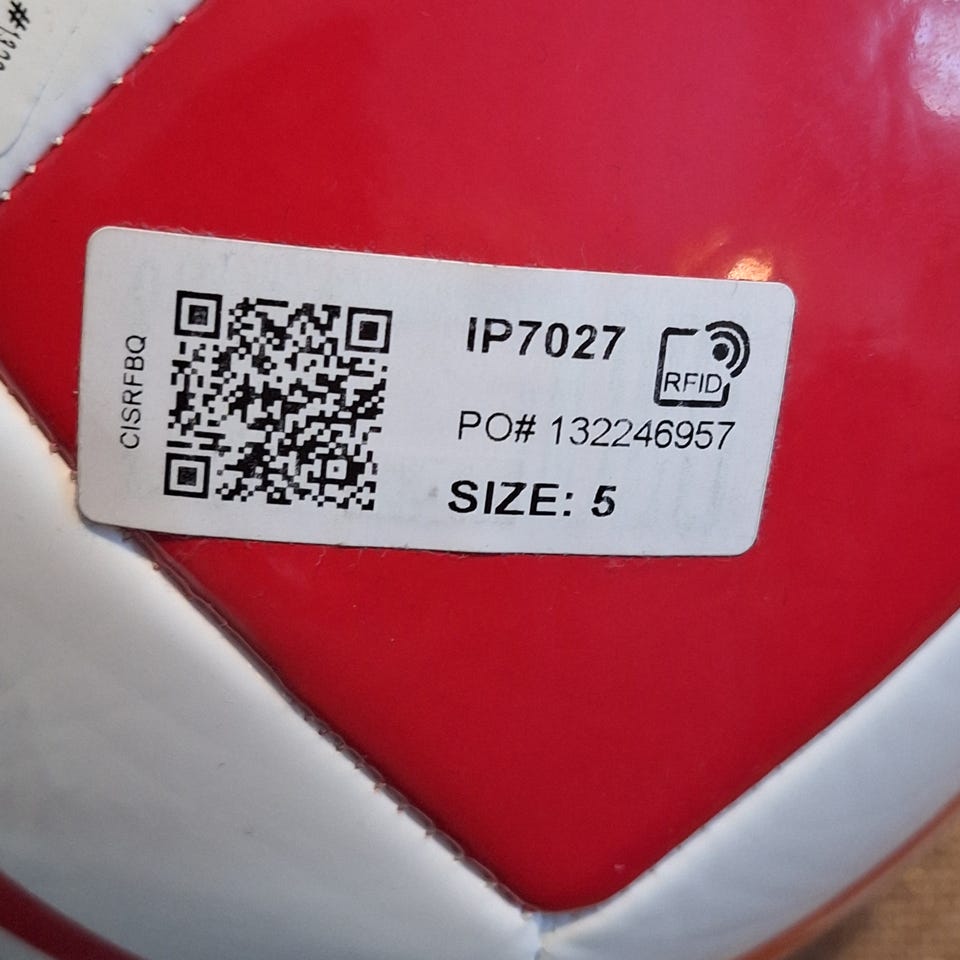 CISRFBQ
IP7027
RFID
PO# 132246957
SIZE: 5